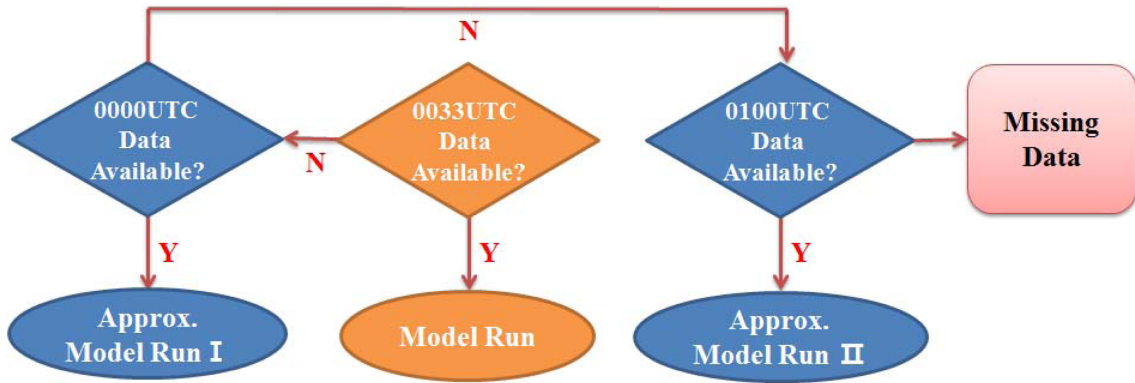 N
0000UTC
Data
Available?
N
0033UTC
Data
Available?
0100UTC
Data
Available?
Missing
Data
Y
Y
Y
Approx.
Model Run Ⅰ
Model Run
Approx.
Model Run Ⅱ